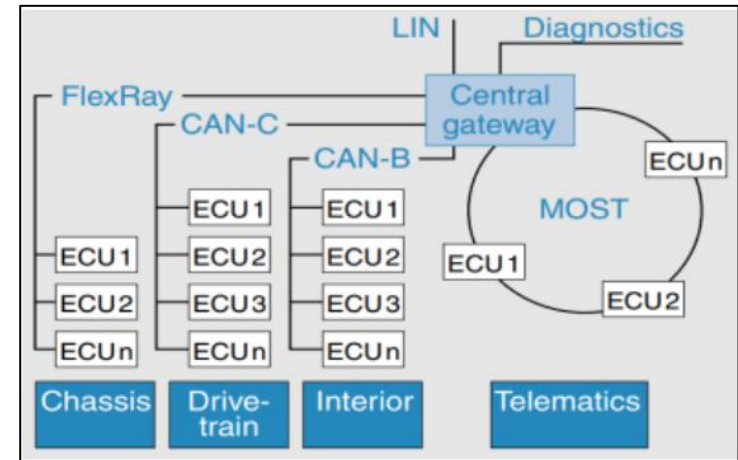 LIN
Diagnostics
FlexRay
Central
gateway
CAN-C
CAN-B
ECU1
ECU2
ECUn
ECU1
ECU2
ECU3
ECUn
ECU1
ECU2
ECU3
ECUn
MOST
ECUn
ECU1
ECU2
Chassis
Drive-
train
Interior
Telematics